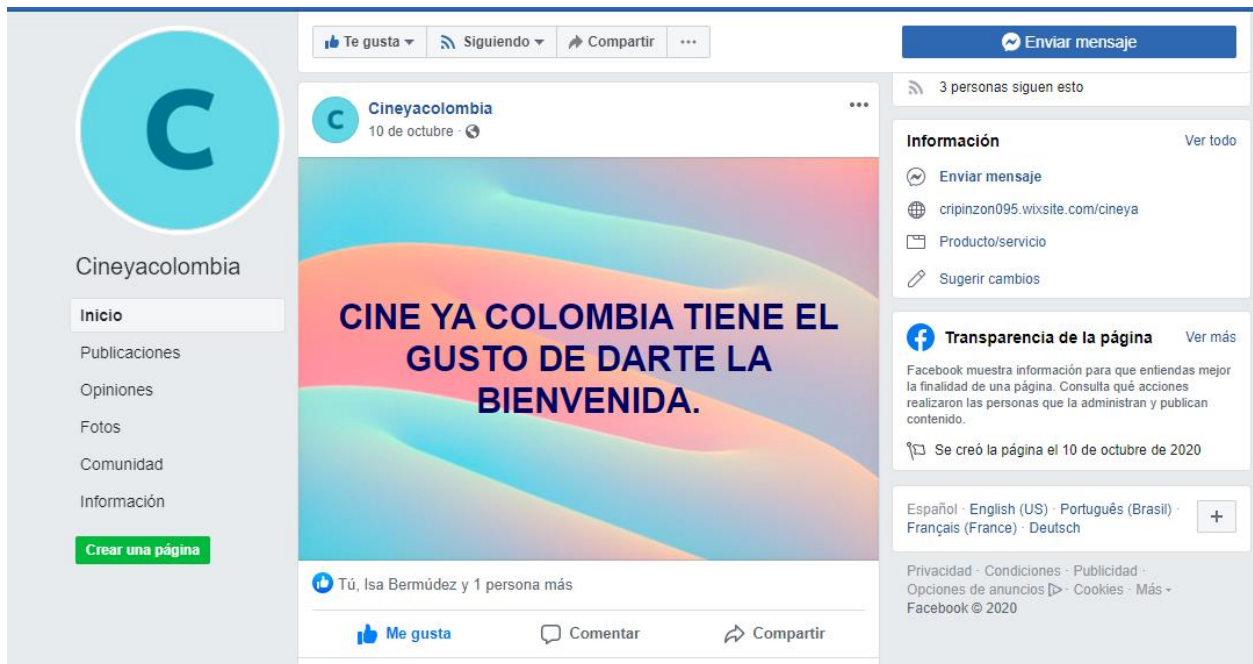 C
Cineyacolombia
Inicio
Publicaciones
Opiniones
Fotos
Comunidad
Información
Crear una página
Te gusta
Siguiendo
Compartir
...
C
Cineyacolombia
10 de octubre ·
...
CINE YA COLOMBIA TIENE EL
GUSTO DE DARTE LA
BIENVENIDA.
Tú, Isa Bermúdez y 1 persona más
Me gusta
Comentar
Compartir
Enviar mensaje
3 personas siguen esto
Información
Ver todo
Enviar mensaje
cripinzon095.wixsite.com/cineya
Producto/servicio
Sugerir cambios
Transparencia de la página
Ver más
Facebook muestra información para que entiendas mejor
la finalidad de una página. Consulta qué acciones
realizaron las personas que la administran y publican
contenido.
Se creó la página el 10 de octubre de 2020
Español · English (US) · Português (Brasil) ·
Français (France) · Deutsch
+
Privacidad · Condiciones · Publicidad ·
Opciones de anuncios · Cookies · Más
Facebook © 2020